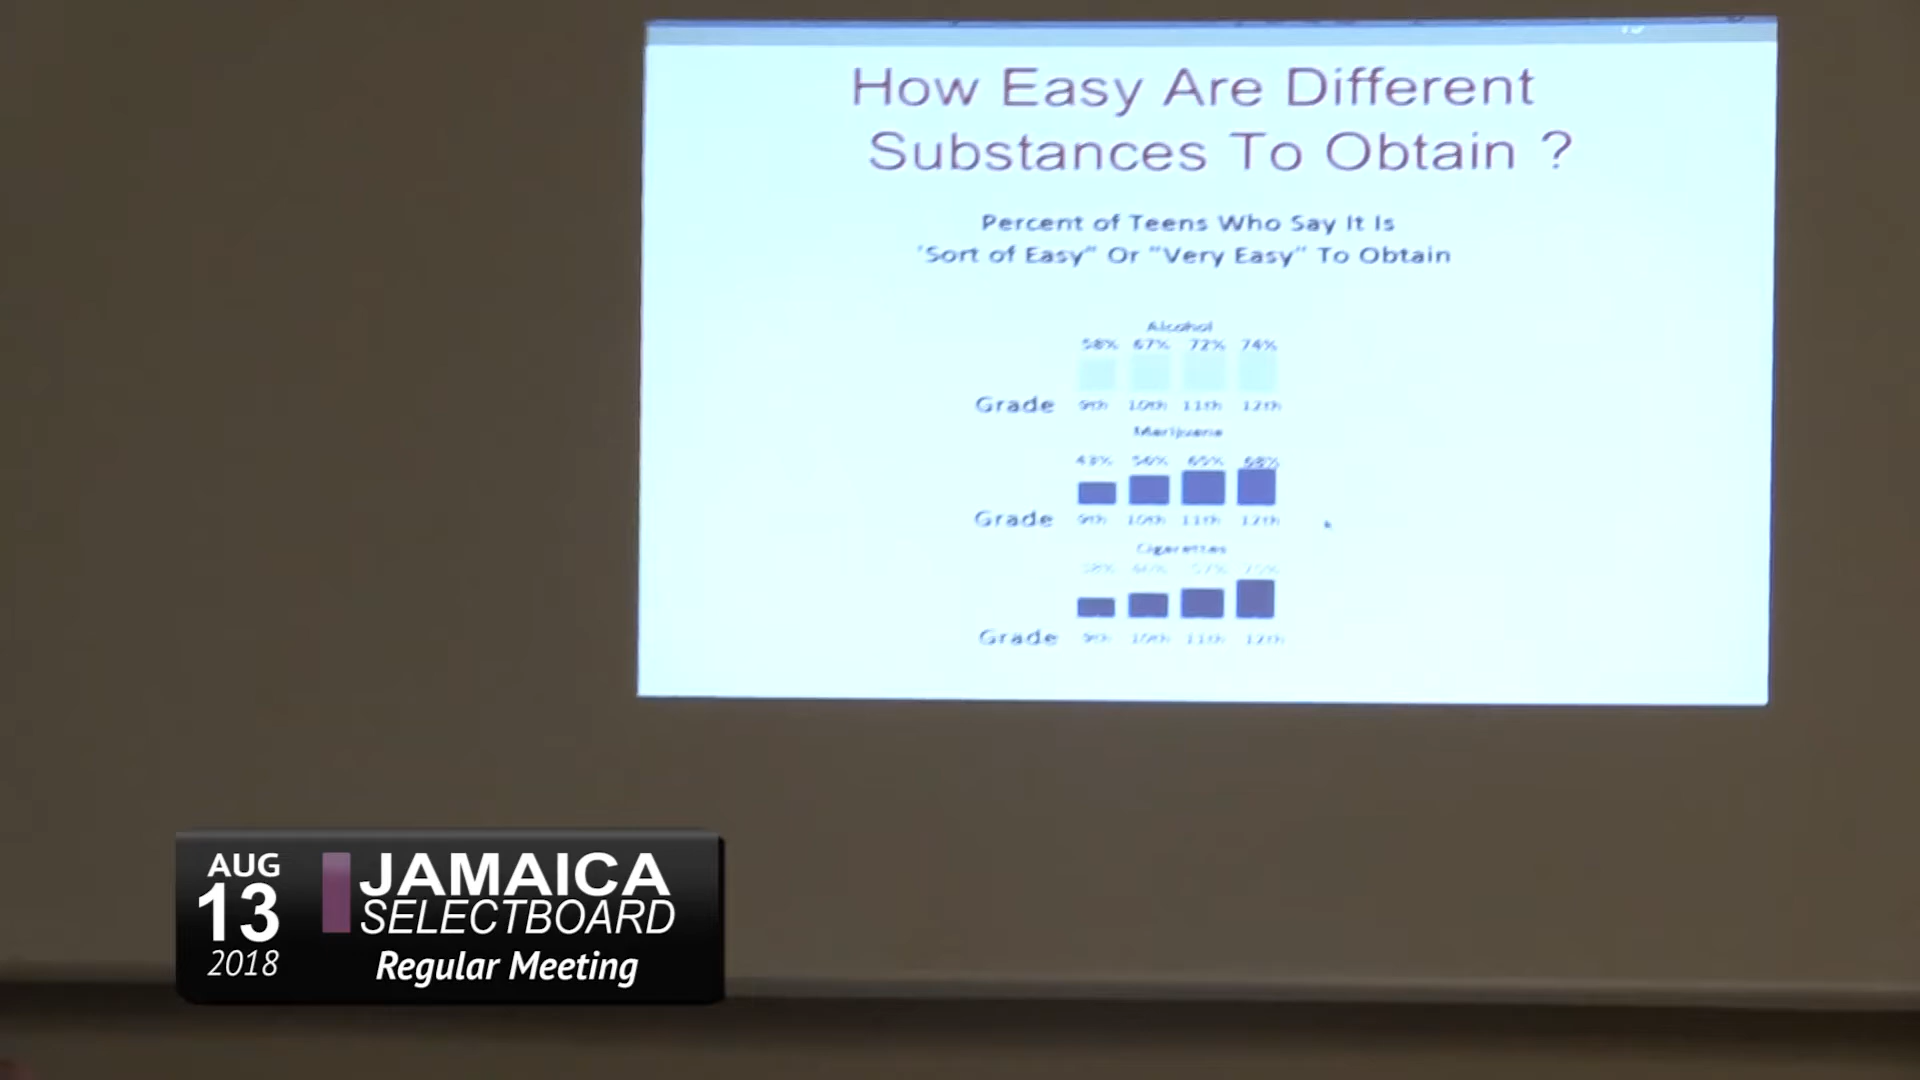 How Easy Are Different
Substances To Obtain ?
Percent of Teens Who Say It Is
"Sort of Easy" Or "Very Easy" To Obtain
Alcohol
58% 67% 72% 74%
Grade 9th 10th 11th 12th
Marijuana
43% 56% 65% 68%
Grade 9th 10th 11th 12th
Cigarettes
Grade 9th 10th 11th 12th
AUG
13
2018
JAMAICA
SELECTBOARD
Regular Meeting